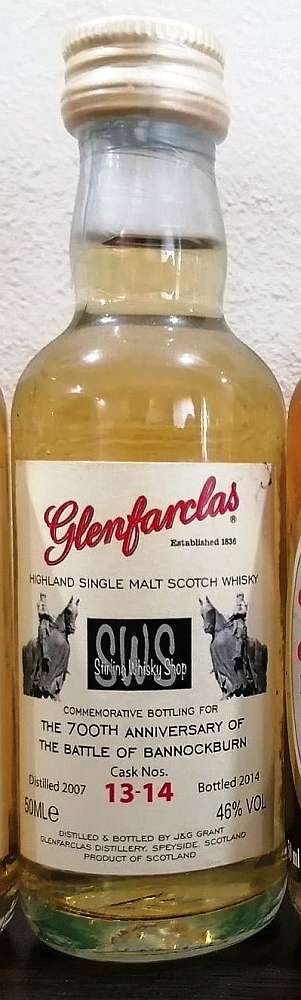 Glenfarclas®
Established 1836
HIGHLAND SINGLE MALT SCOTCH WHISKY
SWS
Stirling Whisky Shop
COMMEMORATIVE BOTTLING FOR
THE 700TH ANNIVERSARY OF
THE BATTLE OF BANNOCKBURN
Cask Nos.
Distilled 2007 13-14 Bottled 2014
50MLe 46% VOL
DISTILLED & BOTTLED BY J&G GRANT
GLENFARCLAS DISTILLERY, SPEYSIDE, SCOTLAND
PRODUCT OF SCOTLAND